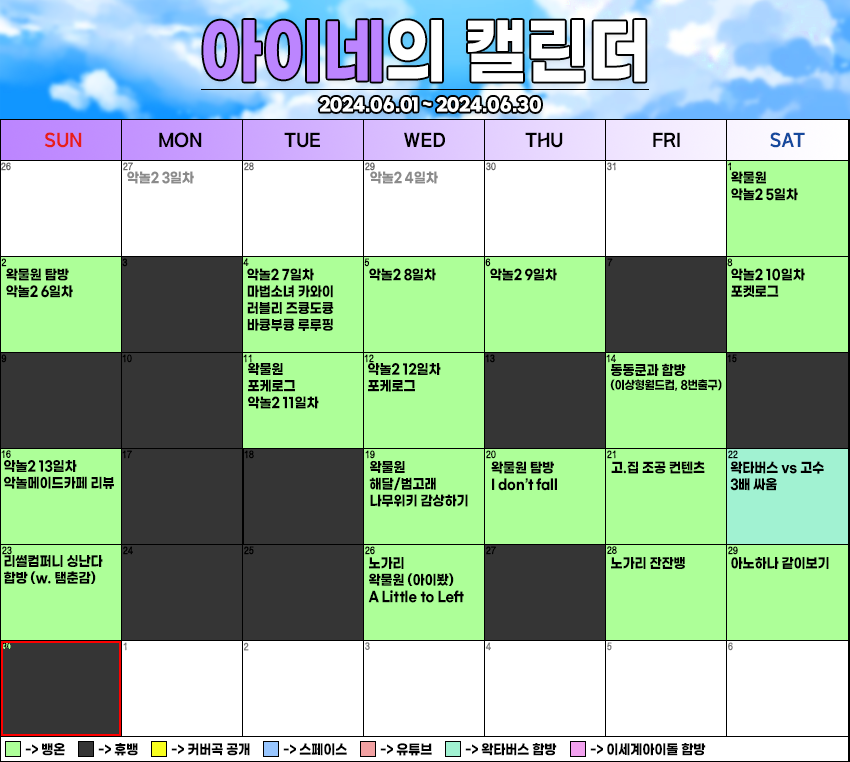 아이네의 캘린더
2024.06.01 ~ 2024.06.30
SUN MON TUE WED THU FRI SAT
26
27
악놀2 3일차
28
29
악놀2 4일차
30
31
1
왁물원
악놀2 5일차
2
왁물원 탐방
악놀2 6일차
3
4
악놀2 7일차
마법소녀 카와이
러블리 즈큥도큥
바큥부큥 루루핑
5
악놀2 8일차
6
악놀2 9일차
7
8
악놀2 10일차
포켓로그
9
10
11
왁물원
포케로그
악놀2 11일차
12
악놀2 12일차
포케로그
13
14
동동쿤과 합방
(이상형월드컵, 8번출구)
15
16
악놀2 13일차
악놀메이드카페 리뷰
17
18
19
왁물원
해달/범고래
나무위키 감상하기
20
왁물원 탐방
I don't fall
21
고.집 조공 컨텐츠
22
왁타버스 vs 고수
3배 싸움
23
리썰컴퍼니 싱난다
합방 (w. 탬춘감)
24
25
26
노가리
왁물원 (아이봤)
A Little to Left
27
28
노가리 잔잔뱅
29
아노하나 같이보기
30
1
2
3
4
5
6
-> 뱅온 -> 휴뱅 -> 커버곡 공개 -> 스페이스 -> 유튜브 -> 왁타버스 합방 -> 이세계아이돌 합방